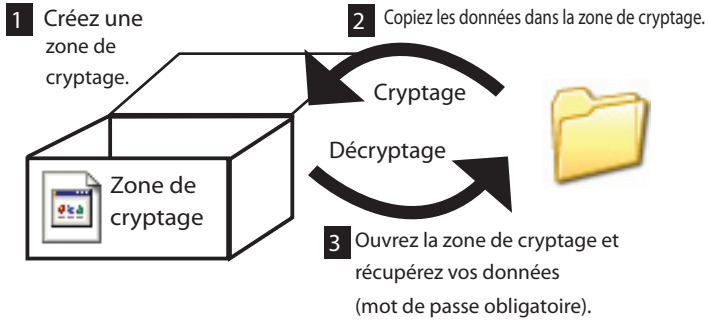 1 Créez une
zone de
cryptage.
2 Copiez les données dans la zone de cryptage.
Cryptage
Décryptage
Zone de
cryptage
3 Ouvrez la zone de cryptage et
récupérez vos données
(mot de passe obligatoire).